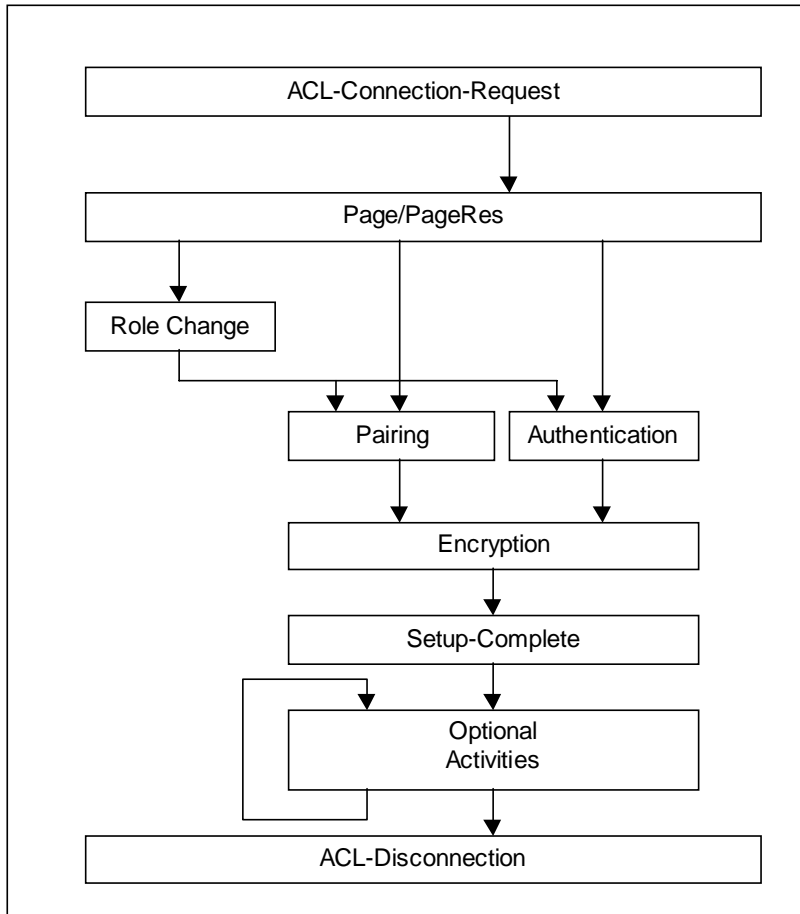 ACL-Connection-Request
Page/PageRes
Role Change
Pairing
Authentication
Encryption
Setup-Complete
Optional
Activities
ACL-Disconnection